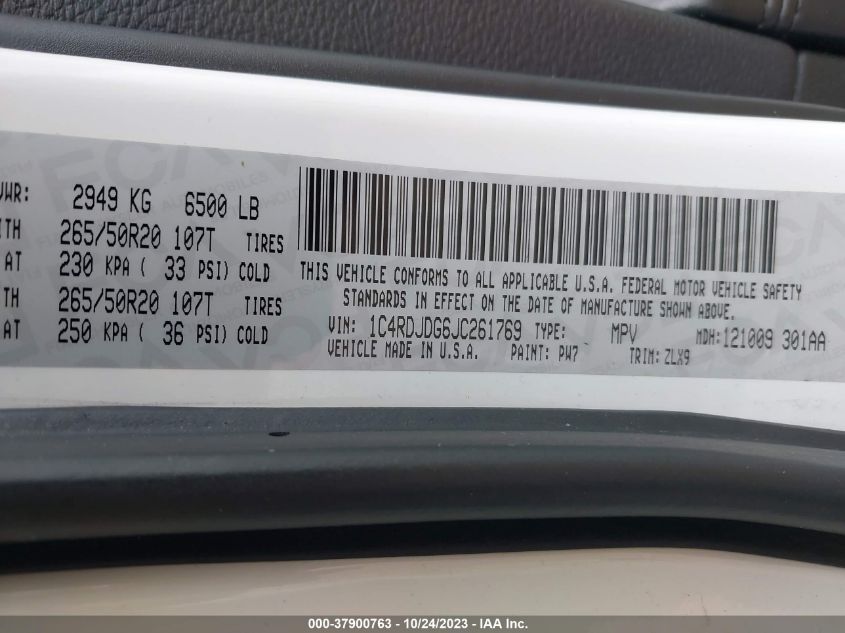 VWR: 2949 KG 6500 LB
ITH 265/50R20 107T TIRES
AT 230 KPA ( 33 PSI) COLD
TH 265/50R20 107T TIRES
AT 250 KPA ( 36 PSI) COLD
THIS VEHICLE CONFORMS TO ALL APPLICABLE U.S.A. FEDERAL MOTOR VEHICLE SAFETY
STANDARDS IN EFFECT ON THE DATE OF MANUFACTURE SHOWN ABOVE.
VIN: 1C4RDJDG6JC261769 TYPE: MPV MDH:121009 301AA
VEHICLE MADE IN U.S.A. PAINT: PW7 TRIM: ZLX9
000-37900763 - 10/24/2023 - IAA Inc.